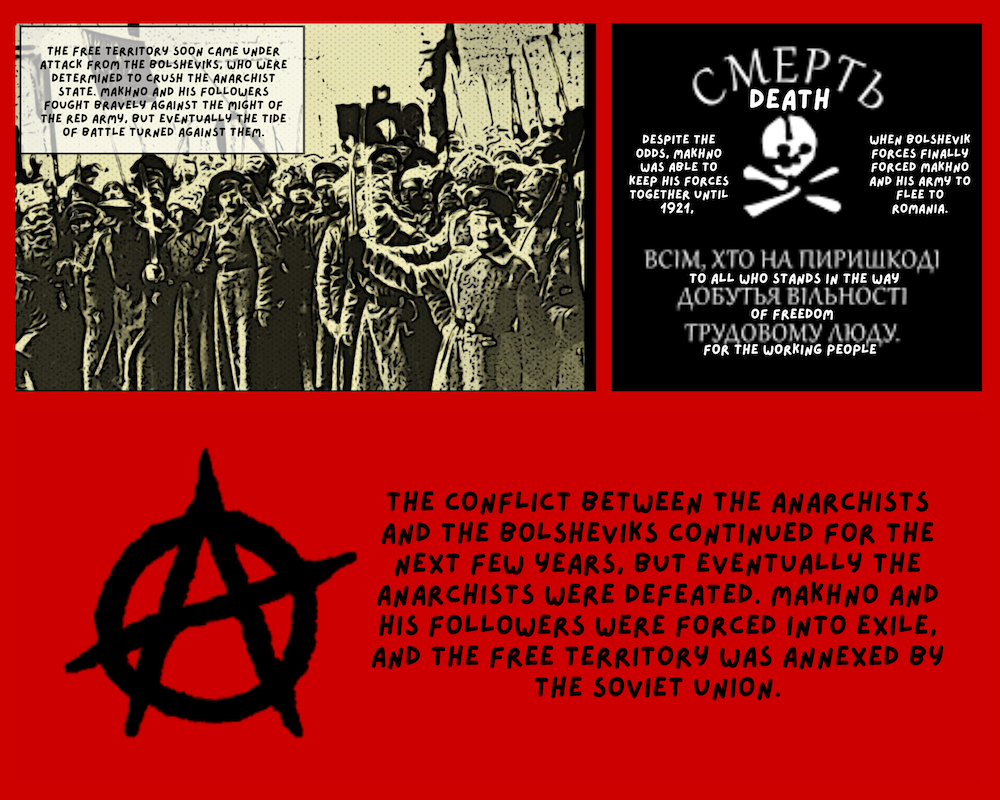 THE FREE TERRITORY SOON CAME UNDER
ATTACK FROM THE BOLSHEVIKS, WHO WERE
DETERMINED TO CRUSH THE ANARCHIST
STATE. MAKHNO AND HIS FOLLOWERS
FOUGHT BRAVELY AGAINST THE MIGHT OF
THE RED ARMY, BUT EVENTUALLY THE TIDE
OF BATTLE TURNED AGAINST THEM.
СМЕРТЬ
DEATH
DESPITE THE
ODDS, MAKHNO
WAS ABLE TO
KEEP HIS FORCES
TOGETHER UNTIL
1921,
WHEN BOLSHEVIK
FORCES FINALLY
FORCED MAKHNO
AND HIS ARMY TO
FLEE TO
ROMANIA.
ВСІМ, ХТО НА ПИРИШКОДІ
TO ALL WHO STANDS IN THE WAY
ДОБУТЬЯ ВІЛЬНОСТІ
OF FREEDOM
ТРУДОВОМУ ЛЮДУ.
FOR THE WORKING PEOPLE
THE CONFLICT BETWEEN THE ANARCHISTS
AND THE BOLSHEVIKS CONTINUED FOR THE
NEXT FEW YEARS, BUT EVENTUALLY THE
ANARCHISTS WERE DEFEATED. MAKHNO AND
HIS FOLLOWERS WERE FORCED INTO EXILE,
AND THE FREE TERRITORY WAS ANNEXED BY
THE SOVIET UNION.